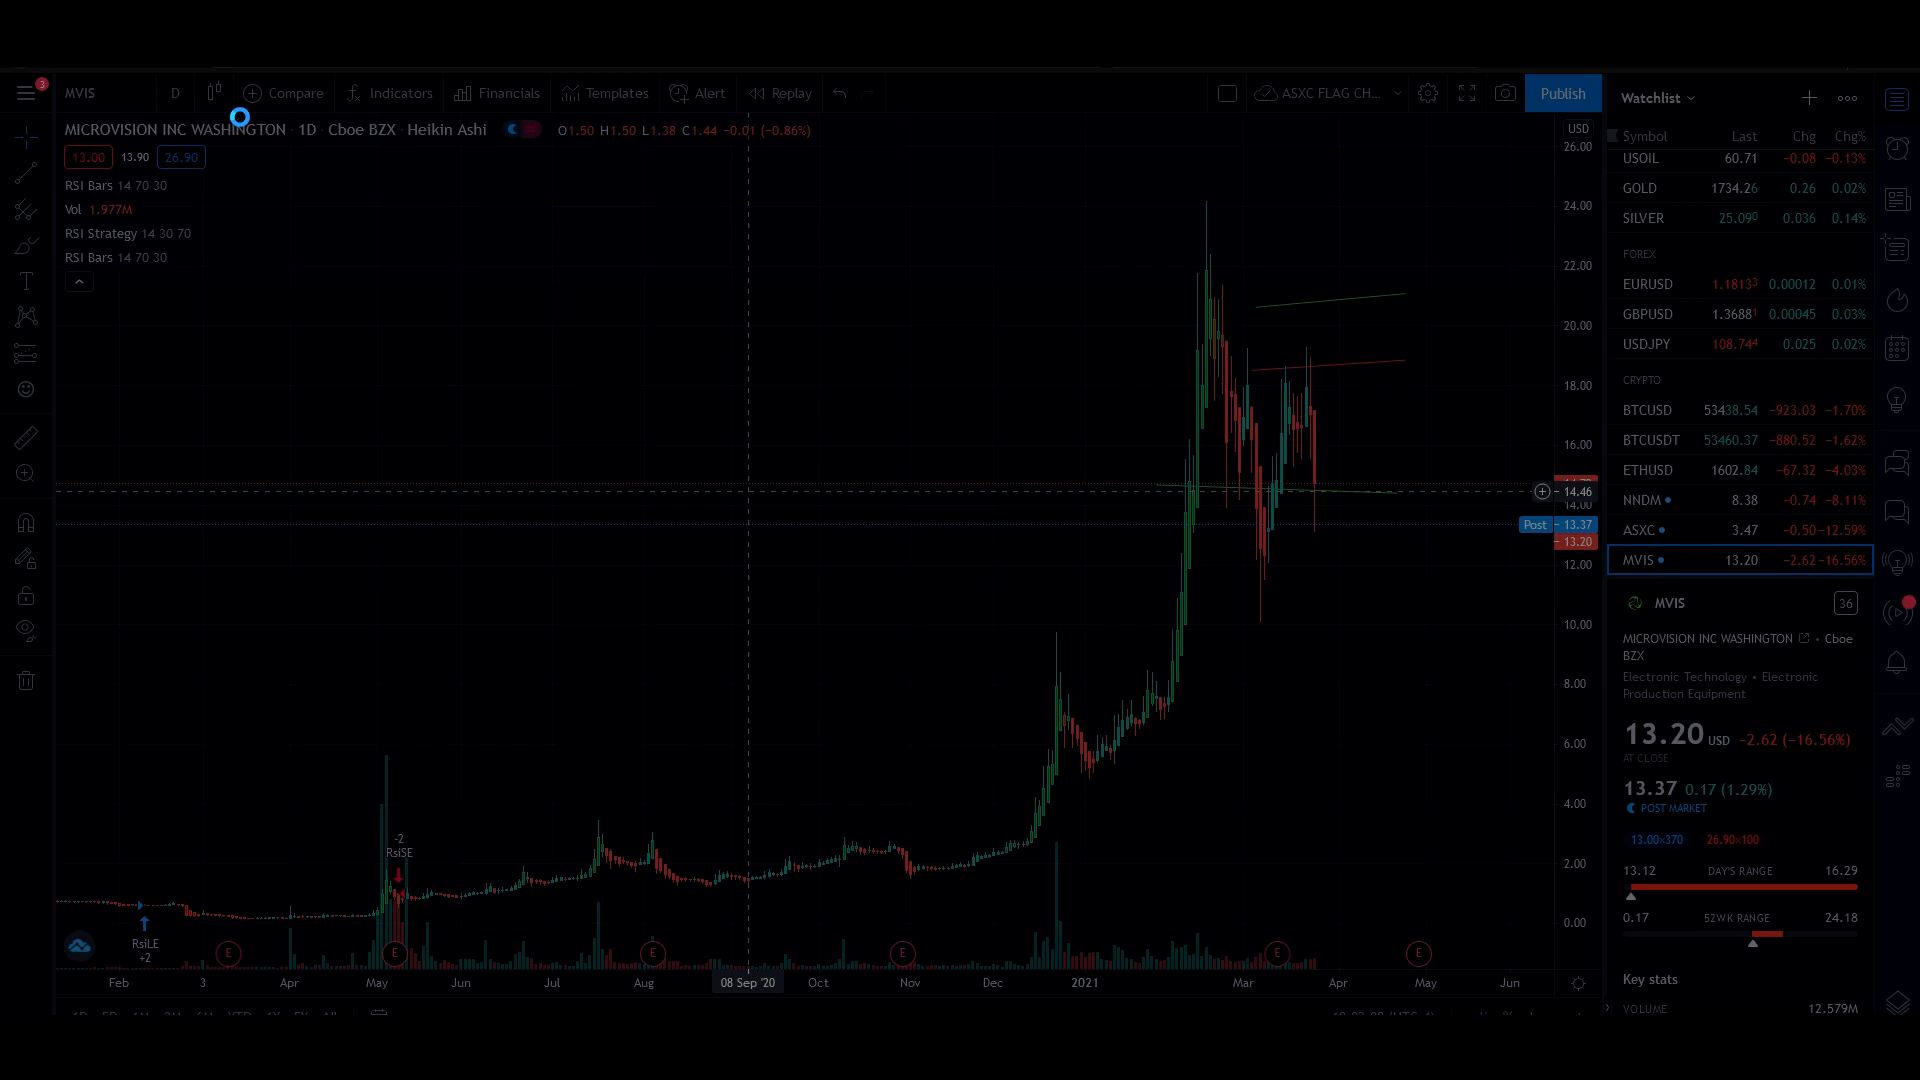 3
MVIS D Compare Indicators Financials Templates Alert Replay ASXC FLAG CH... Publish
MICROVISION INC WASHINGTON · 1D · Cboe BZX · Heikin Ashi O1.50 H1.50 L1.38 C1.44 −0.01 (−0.86%)
13.00 13.90 26.90
RSI Bars 14 70 30
Vol 1.977M
RSI Strategy 14 30 70
RSI Bars 14 70 30
USD
26.00
24.00
22.00
20.00
18.00
16.00
14.46
14.00
Post 13.37
13.20
12.00
10.00
8.00
6.00
4.00
2.00
0.00
-2
RsiSE
RsiLE
+2
E E E E E E
Feb 3 Apr May Jun Jul Aug 08 Sep '20 Oct Nov Dec 2021 Mar Apr May Jun
Watchlist
Symbol Last Chg Chg%
USOIL 60.71 −0.08 −0.13%
GOLD 1734.26 0.26 0.02%
SILVER 25.090 0.036 0.14%
FOREX
EURUSD 1.18133 0.00012 0.01%
GBPUSD 1.36881 0.00045 0.03%
USDJPY 108.744 0.025 0.02%
CRYPTO
BTCUSD 53438.54 −923.03 −1.70%
BTCUSDT 53460.37 −880.52 −1.62%
ETHUSD 1602.84 −67.32 −4.03%
NNDM 8.38 −0.74 −8.11%
ASXC 3.47 −0.50 −12.59%
MVIS 13.20 −2.62 −16.56%
MVIS 36
MICROVISION INC WASHINGTON • Cboe
BZX
Electronic Technology • Electronic
Production Equipment
13.20 USD −2.62 (−16.56%)
AT CLOSE
13.37 0.17 (1.29%)
POST MARKET
13.00×370 26.90×100
13.12 DAY'S RANGE 16.29
0.17 52WK RANGE 24.18
Key stats
VOLUME 12.579M